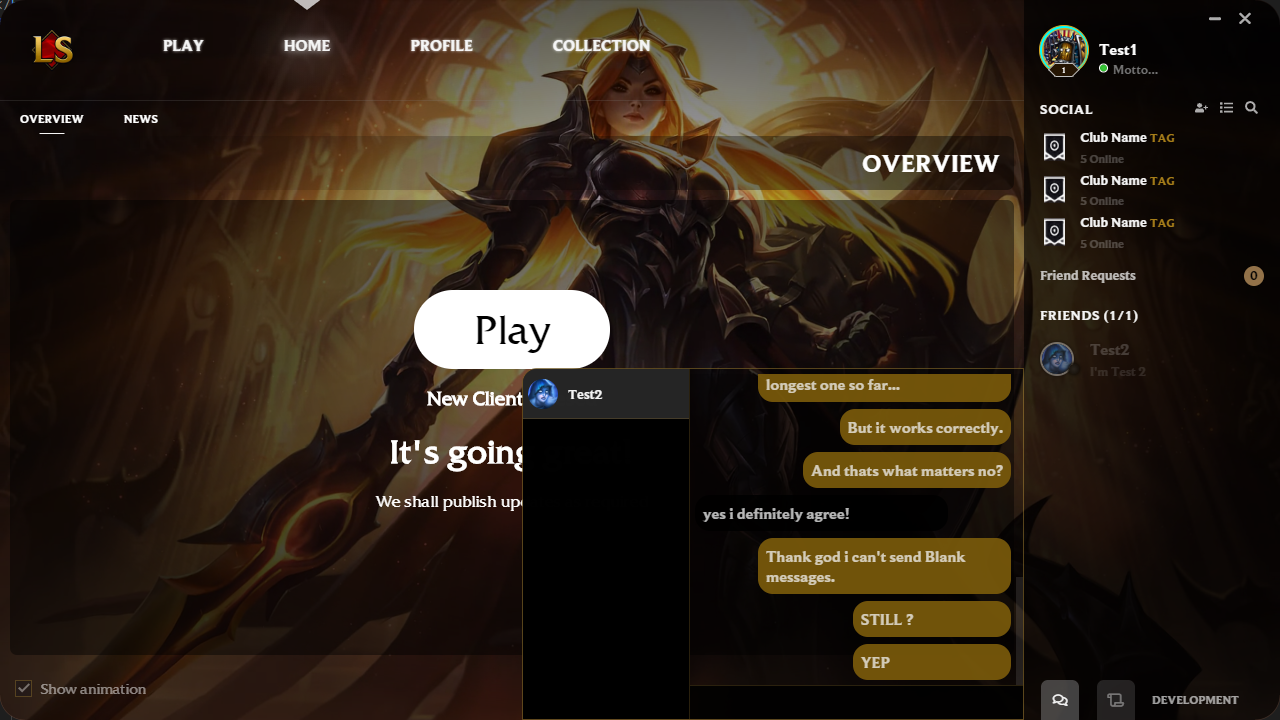 LS
PLAY
HOME
PROFILE
COLLECTION
OVERVIEW
NEWS
OVERVIEW
Play
New Client
It's going
We shall publish up
Show animation
Test2
longest one so far...
But it works correctly.
And thats what matters no?
yes i definitely agree!
Thank god i can't send Blank
messages.
STILL ?
YEP
Test1
1
Motto...
SOCIAL
Club Name TAG
5 Online
Club Name TAG
5 Online
Club Name TAG
5 Online
Friend Requests
0
FRIENDS (1/1)
Test2
I'm Test 2
DEVELOPMENT